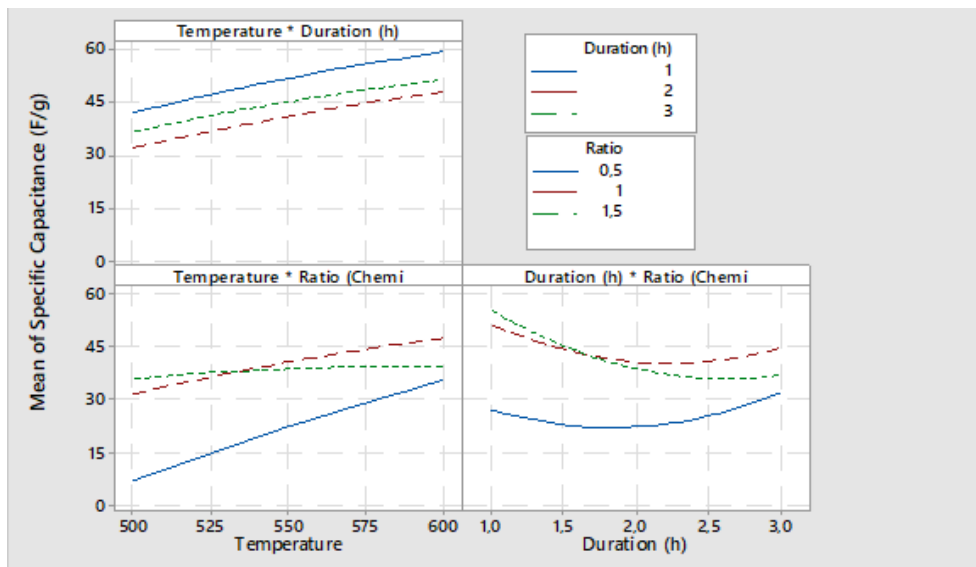 Temperature * Duration (h)
Mean of Specific Capacitance (F/g)
60
45
30
15
0
Duration (h)
1
2
3
Ratio
0,5
1
1,5
Temperature * Ratio (Chemi
Duration (h) * Ratio (Chemi
60
45
30
15
0
500 525 550 575 600
1,0 1,5 2,0 2,5 3,0
Temperature
Duration (h)